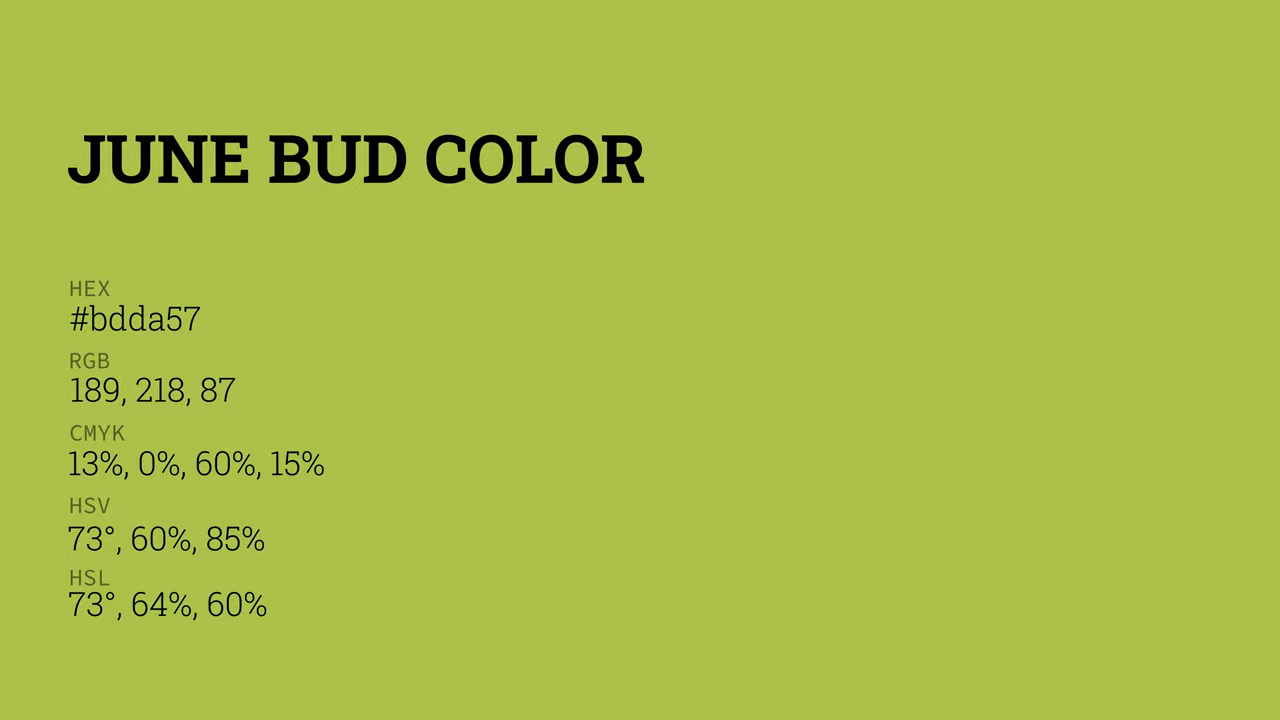 JUNE BUD COLOR
HEX
#bdda57
RGB
189, 218, 87
CMYK
13%, 0%, 60%, 15%
HSV
73°, 60%, 85%
HSL
73°, 64%, 60%